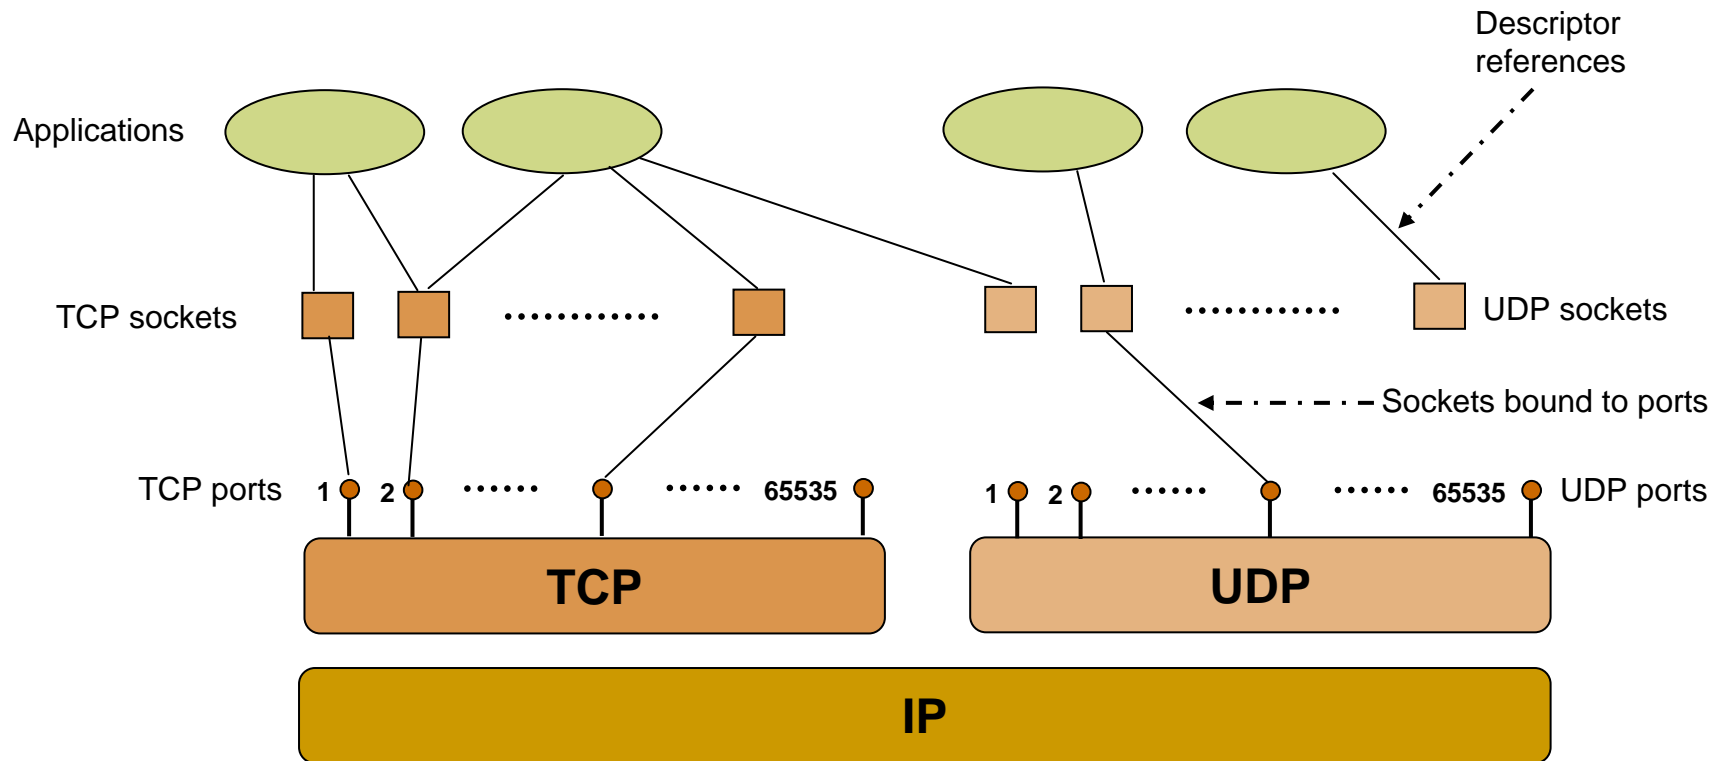 Descriptor
references
Applications
TCP sockets
UDP sockets
Sockets bound to ports
TCP ports 1 2 65535 1 2 65535 UDP ports
TCP UDP
IP